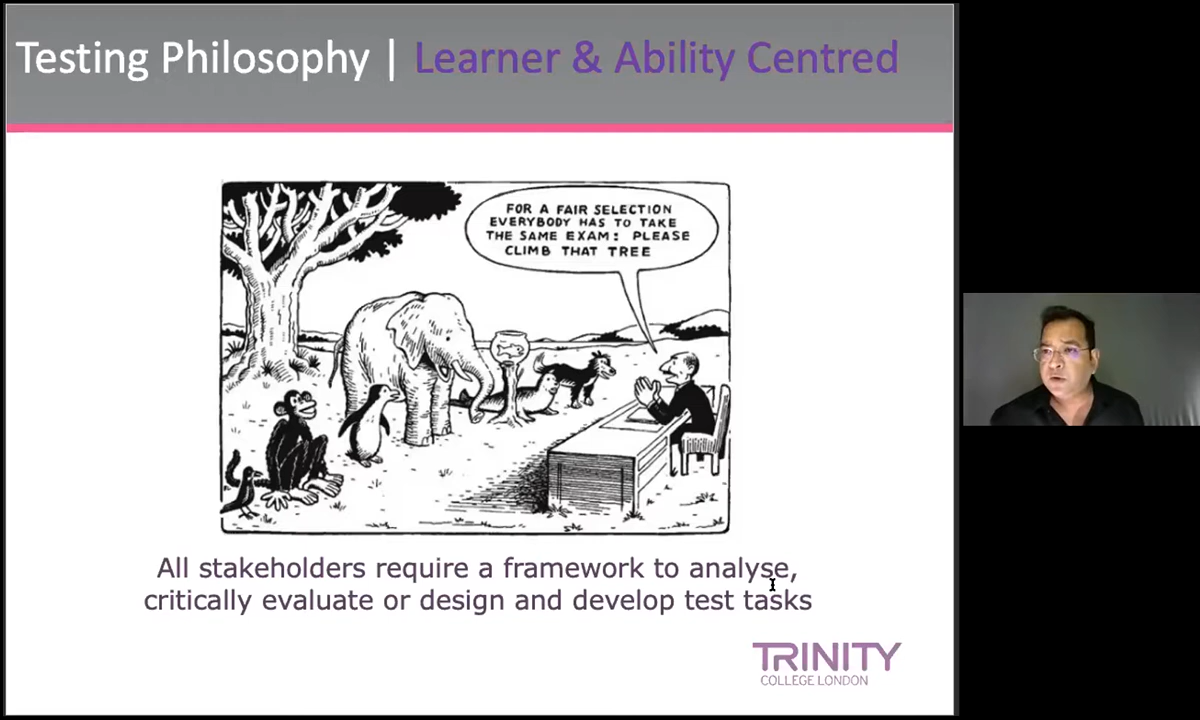 Testing Philosophy | Learner & Ability Centred
FOR A FAIR SELECTION
EVERYBODY HAS TO TAKE
THE SAME EXAM: PLEASE
CLIMB THAT TREE
All stakeholders require a framework to analyse,
critically evaluate or design and develop test tasks
TRINITY
COLLEGE LONDON